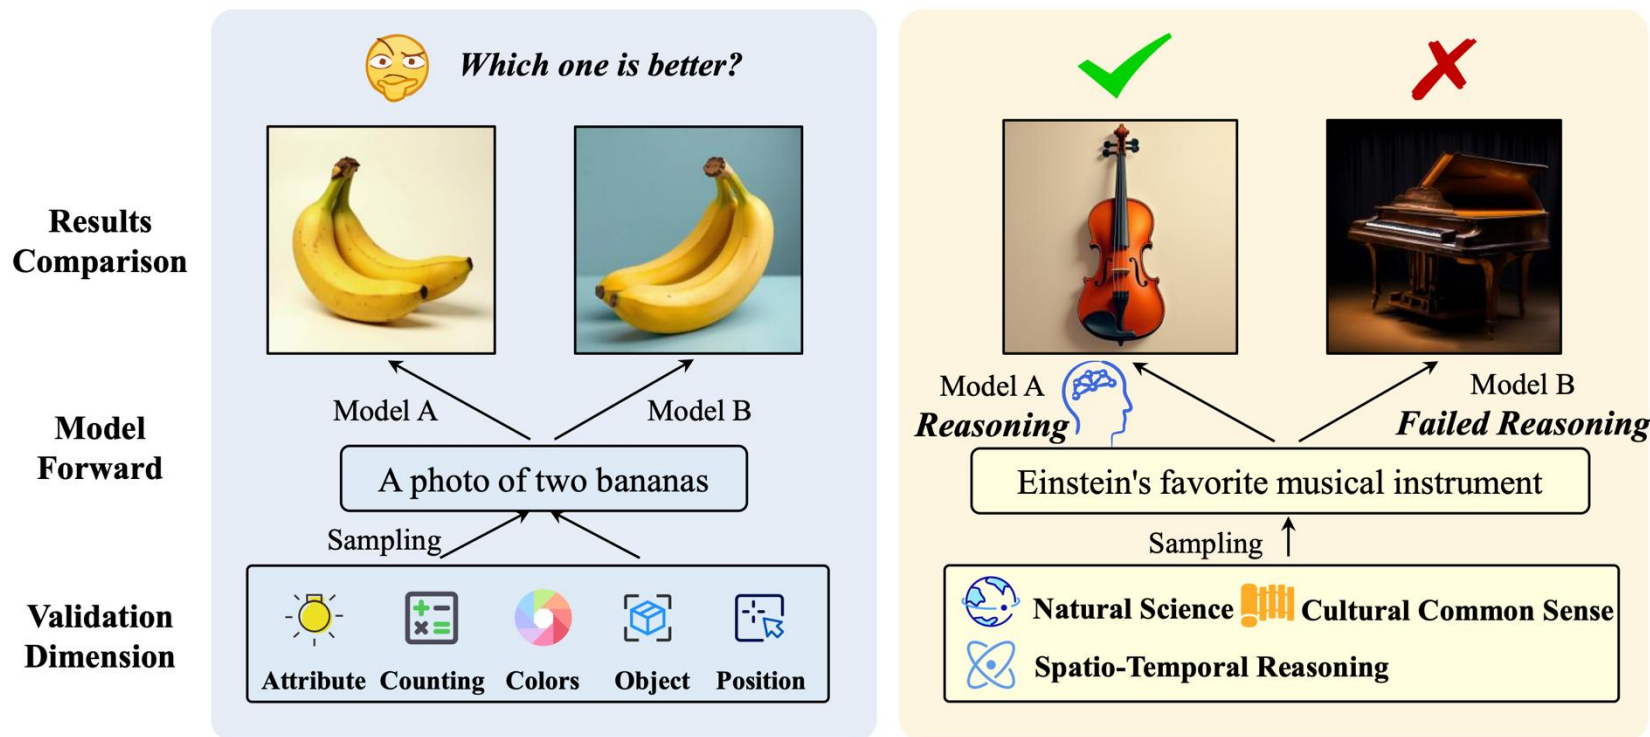 Which one is better?
Results
Comparison
Model A
Model B
Model A
Reasoning
Model B
Failed Reasoning
Model
Forward
A photo of two bananas
Einstein's favorite musical instrument
Sampling
Sampling
Validation
Dimension
Attribute Counting Colors Object Position
Natural Science Cultural Common Sense
Spatio-Temporal Reasoning